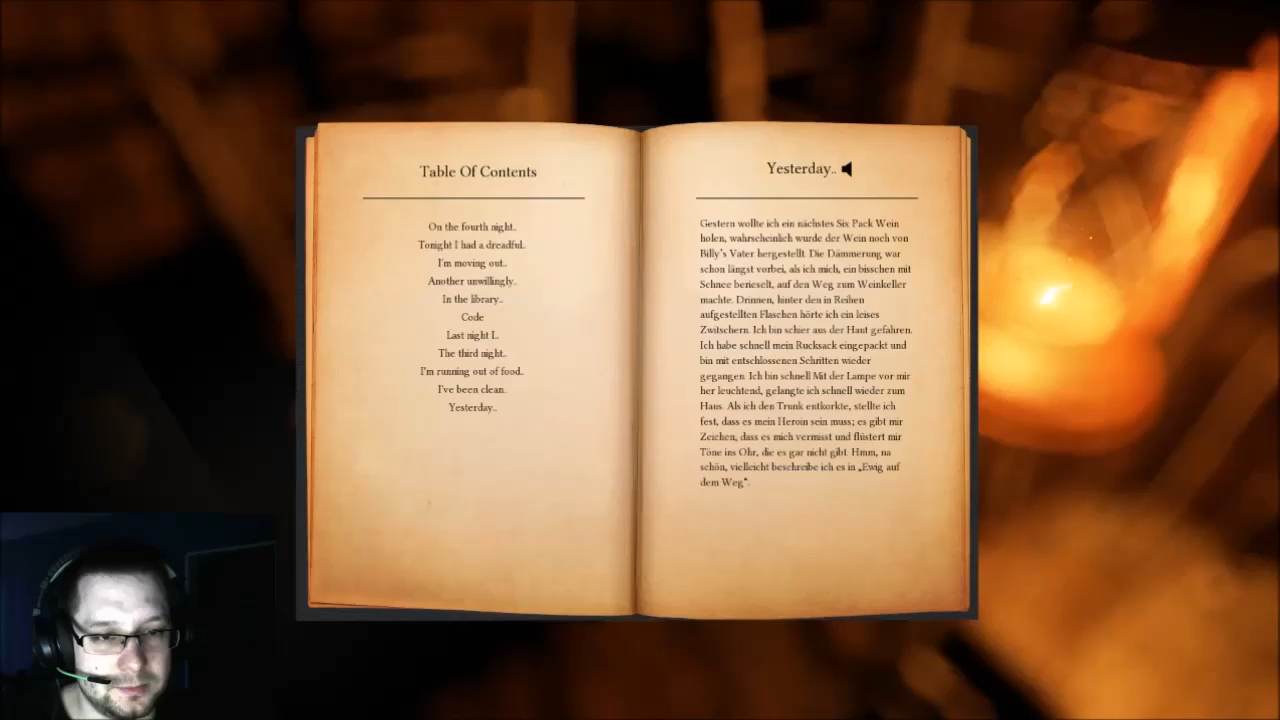 Table Of Contents
On the fourth night..
Tonight I had a dreadful..
I'm moving out..
Another unwillingly..
In the library..
Code
Last night I..
The third night..
I'm running out of food..
I've been clean.
Yesterday..
Yesterday..
Gestern wollte ich ein nächstes Six Pack Wein
holen, wahrscheinlich wurde der Wein noch von
Billy's Vater hergestellt. Die Dämmerung war
schon längst vorbei, als ich mich, ein bisschen mit
Schnee berieselt, auf den Weg zum Weinkeller
machte. Drinnen, hinter den in Reihen
aufgestellten Flaschen hörte ich ein leises
Zwitschern. Ich bin schier aus der Haut gefahren.
Ich habe schnell mein Rucksack eingepackt und
bin mit entschlossenen Schritten wieder
gegangen. Ich bin schnell Mit der Lampe vor mir
her leuchtend, gelangte ich schnell wieder zum
Haus. Als ich den Trunk entkorkte, stellte ich
fest, dass es mein Heroin sein muss; es gibt mir
Zeichen, dass es mich vermisst und flüstert mir
Töne ins Ohr, die es gar nicht gibt. Hmm, na
schön, vielleicht beschreibe ich es in „Ewig auf
dem Weg“.